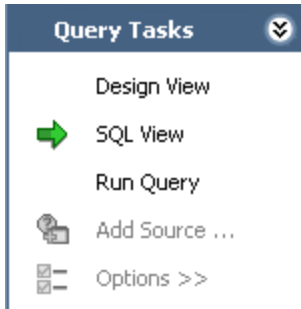 Query Tasks
Design View
SQL View
Run Query
Add Source ...
Options >>